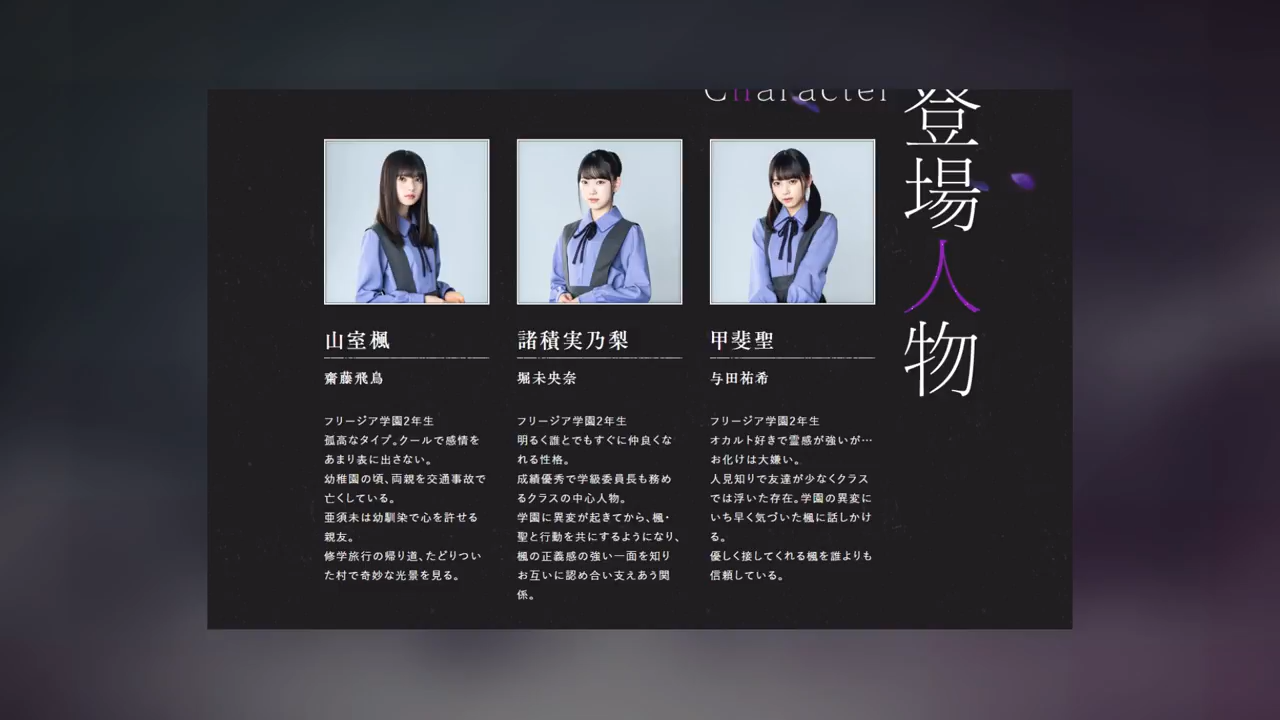 Character
登場人物
山室楓
齋藤飛鳥
フリージア学園2年生
孤高なタイプ。クールで感情を
あまり表に出さない。
幼稚園の頃、両親を交通事故で
亡くしている。
亜須未は幼馴染で心を許せる
親友。
修学旅行の帰り道、たどりつい
た村で奇妙な光景を見る。
諸積実乃梨
堀未央奈
フリージア学園2年生
明るく誰とでもすぐに仲良くな
れる性格。
成績優秀で学級委員長も務め
るクラスの中心人物。
学園に異変が起きてから、楓・
聖と行動を共にするようになり、
楓の正義感の強い一面を知り
お互いに認め合い支えあう関
係。
甲斐聖
与田祐希
フリージア学園2年生
オカルト好きで霊感が強いが…
お化けは大嫌い。
人見知りで友達が少なくクラス
では浮いた存在。学園の異変に
いち早く気づいた楓に話しかけ
る。
優しく接してくれる楓を誰よりも
信頼している。